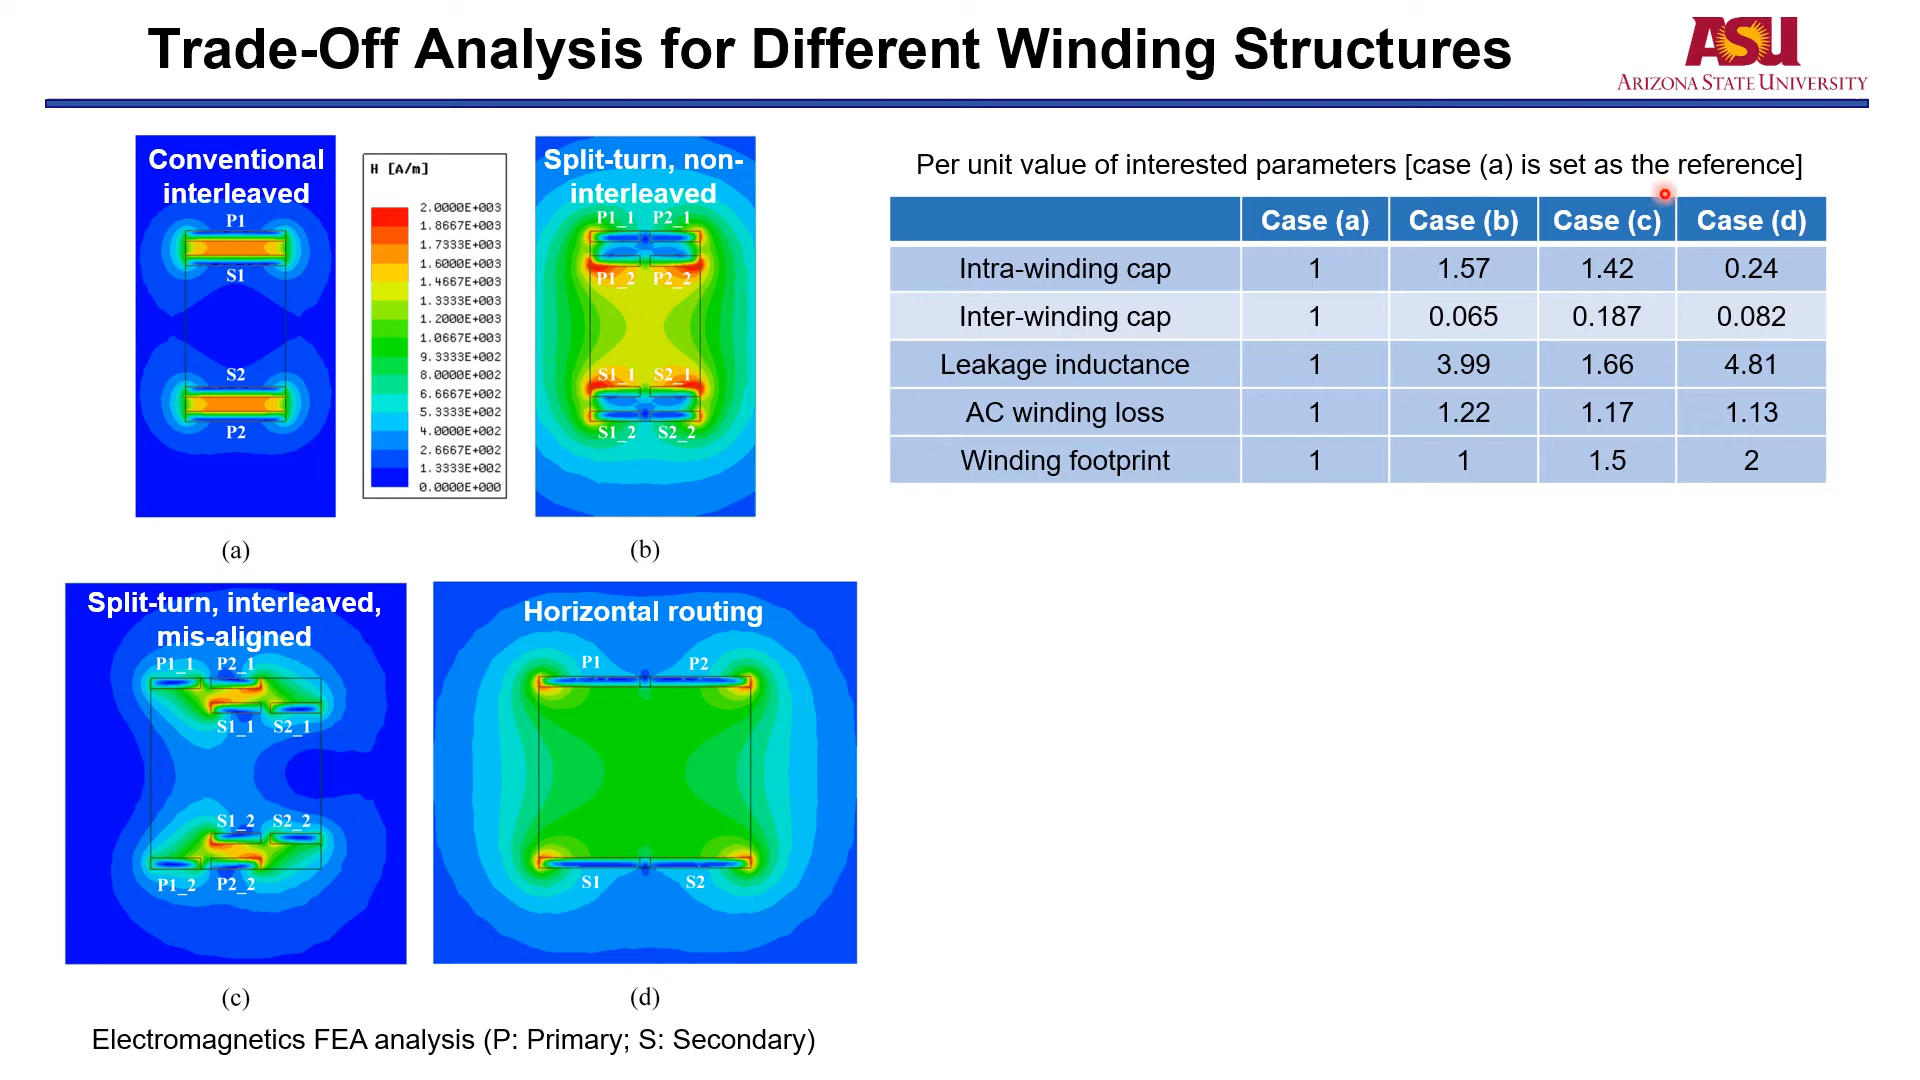 Trade-Off Analysis for Different Winding Structures
ASU
ARIZONA STATE UNIVERSITY
Conventional
interleaved
P1
S1
S2
P2
(a)
H [A/m]
2.0000E+003
1.8667E+003
1.7333E+003
1.6000E+003
1.4667E+003
1.3333E+003
1.2000E+003
1.0667E+003
9.3333E+002
8.0000E+002
6.6667E+002
5.3333E+002
4.0000E+002
2.6667E+002
1.3333E+002
0.0000E+000
Split-turn, non-
interleaved
P1_1 P2_1
P1_2 P2_2
S1_1 S2_1
S1_2 S2_2
(b)
Per unit value of interested parameters [case (a) is set as the reference]
Case (a) Case (b) Case (c) Case (d)
Intra-winding cap 1 1.57 1.42 0.24
Inter-winding cap 1 0.065 0.187 0.082
Leakage inductance 1 3.99 1.66 4.81
AC winding loss 1 1.22 1.17 1.13
Winding footprint 1 1 1.5 2
Split-turn, interleaved,
mis-aligned
P1_1 P2_1
S1_1 S2_1
S1_2 S2_2
P1_2 P2_2
(c)
Horizontal routing
P1 P2
S1 S2
(d)
Electromagnetics FEA analysis (P: Primary; S: Secondary)